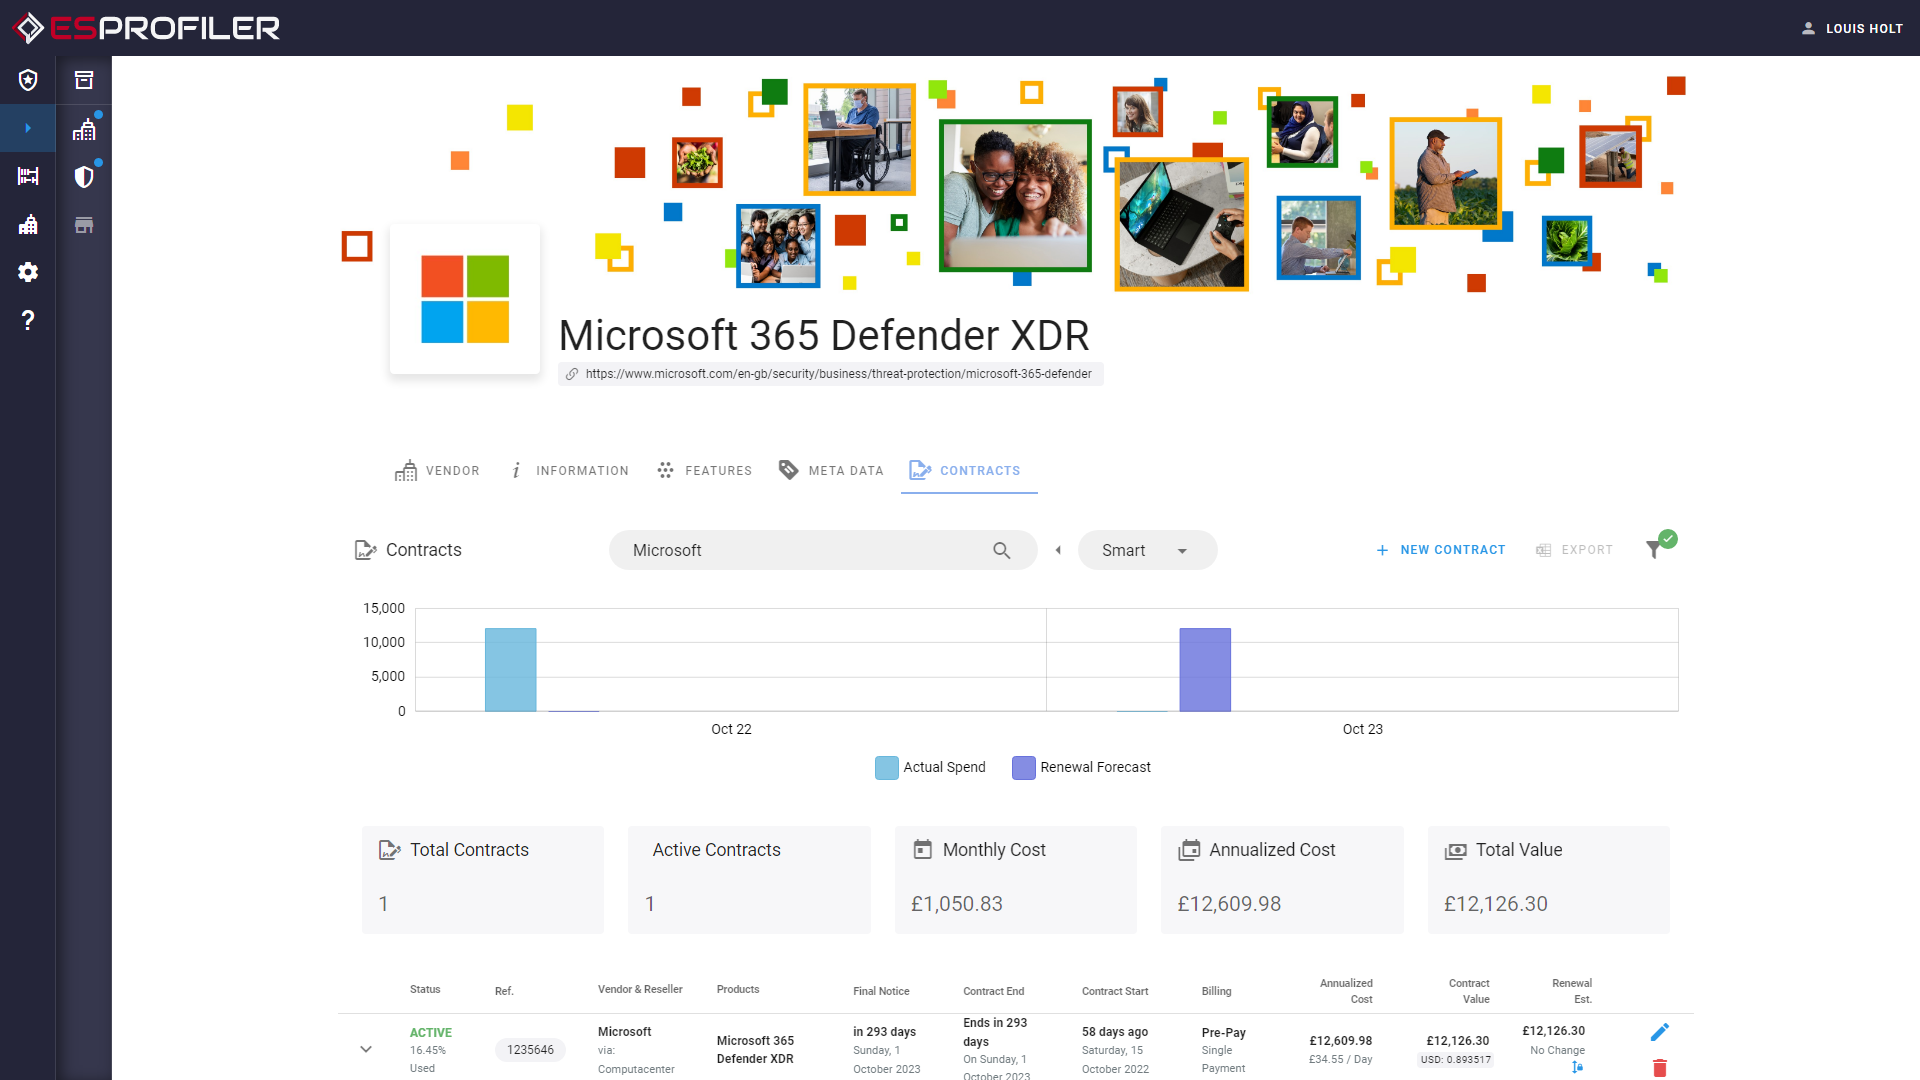 ESPROFILER
LOUIS HOLT
Microsoft 365 Defender XDR
https://www.microsoft.com/en-gb/security/business/threat-protection/microsoft-365-defender
VENDOR
INFORMATION
FEATURES
META DATA
CONTRACTS
Contracts
Microsoft
Smart
NEW CONTRACT
EXPORT
15,000
10,000
5,000
0
Oct 22
Oct 23
Actual Spend
Renewal Forecast
Total Contracts
1
Active Contracts
1
Monthly Cost
£1,050.83
Annualized Cost
£12,609.98
Total Value
£12,126.30
Status
Ref.
Vendor & Reseller
Products
Final Notice
Contract End
Contract Start
Billing
Annualized
Cost
Contract
Value
Renewal
Est.
ACTIVE
16.45%
Used
1235646
Microsoft
via:
Computacenter
Microsoft 365
Defender XDR
in 293 days
Sunday, 1
October 2023
Ends in 293
days
On Sunday, 1
October 2023
58 days ago
Saturday, 15
October 2022
Pre-Pay
Single
Payment
£12,609.98
£34.55 / Day
£12,126.30
USD: 0.893517
£12,126.30
No Change